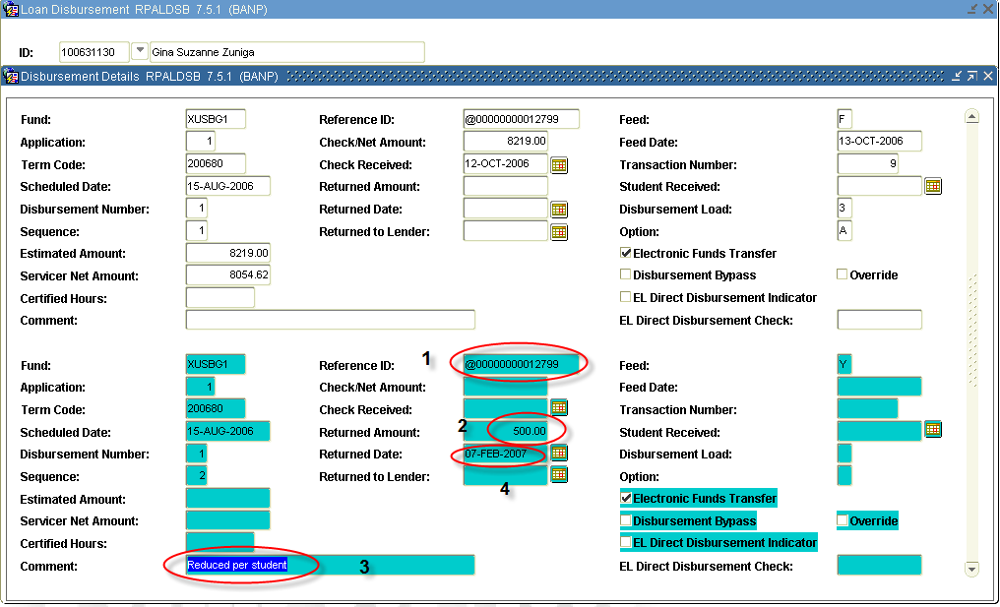 Loan Disbursement RPALDSB 7.5.1 (BANP)
ID: 100631130 Gina Suzanne Zuniga
Disbursement Details RPALDSB 7.5.1 (BANP)
Fund: XUSBG1 Reference ID: @00000000012799 Feed: F
Application: 1 Check/Net Amount: 8219.00 Feed Date: 13-OCT-2006
Term Code: 200680 Check Received: 12-OCT-2006 Transaction Number: 9
Scheduled Date: 15-AUG-2006 Returned Amount: Student Received:
Disbursement Number: 1 Returned Date: Disbursement Load: 3
Sequence: 1 Returned to Lender: Option: A
Estimated Amount: 8219.00 Electronic Funds Transfer
Servicer Net Amount: 8054.62 Disbursement Bypass Override
Certified Hours: EL Direct Disbursement Indicator
Comment: EL Direct Disbursement Check:
Fund: XUSBG1 Reference ID: 1 @00000000012799 Feed: Y
Application: 1 Check/Net Amount: Feed Date:
Term Code: 200680 Check Received: Transaction Number:
Scheduled Date: 15-AUG-2006 Returned Amount: 2 500.00 Student Received:
Disbursement Number: 1 Returned Date: 07-FEB-2007 Disbursement Load:
Sequence: 2 Returned to Lender: 4 Option:
Estimated Amount: Electronic Funds Transfer
Servicer Net Amount: Disbursement Bypass Override
Certified Hours: EL Direct Disbursement Indicator
Comment: Reduced per student 3 EL Direct Disbursement Check: